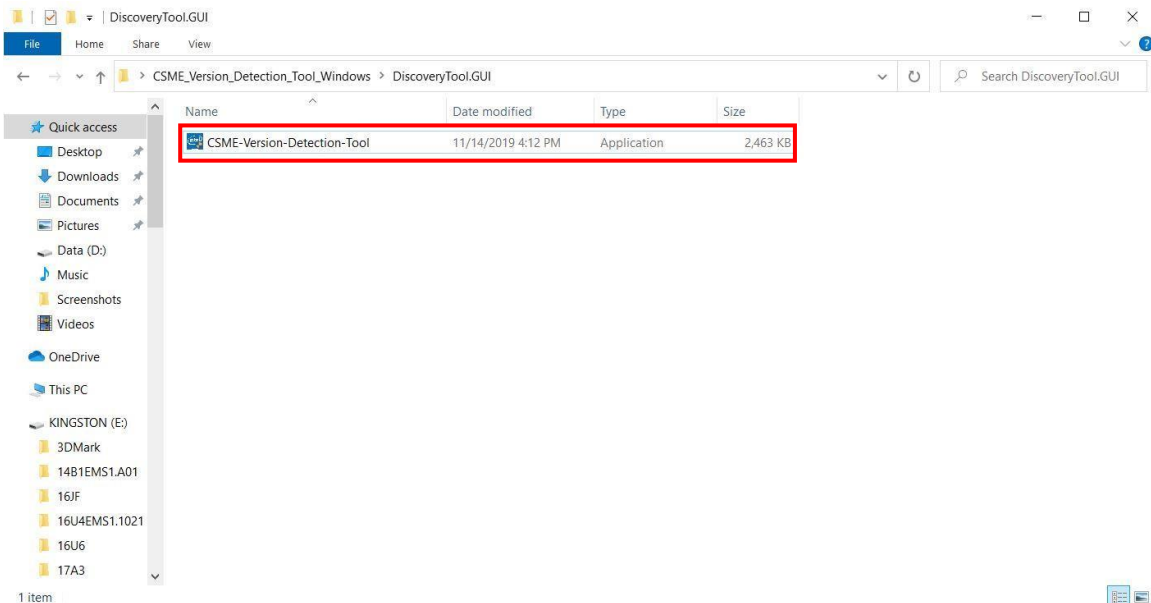 DiscoveryTool.GUI
File Home Share View
CSME_Version_Detection_Tool_Windows > DiscoveryTool.GUI
Search DiscoveryTool.GUI
Name Date modified Type Size
CSME-Version-Detection-Tool 11/14/2019 4:12 PM Application 2,463 KB
Quick access
Desktop
Downloads
Documents
Pictures
Data (D:)
Music
Screenshots
Videos
OneDrive
This PC
KINGSTON (E:)
3DMark
14B1EMS1.A01
16JF
16U4EMS1.1021
16U6
17A3
1 item